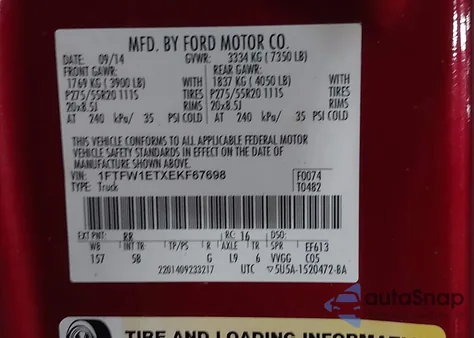 MFD. BY FORD MOTOR CO.
DATE: 09/14 GVWR: 3334 KG ( 7350 LB)
FRONT GAWR: REAR GAWR:
1769 KG ( 3900 LB) WITH 1837 KG ( 4050 LB) WITH
P275/55R20 111S TIRES P275/55R20 111S TIRES
20x8.5J RIMS 20x8.5J RIMS
AT 240 kPa/ 35 PSI COLD AT 240 kPa/ 35 PSI COLD
THIS VEHICLE CONFORMS TO ALL APPLICABLE FEDERAL MOTOR
VEHICLE SAFETY STANDARDS IN EFFECT ON THE DATE OF
MANUFACTURE SHOWN ABOVE.
VIN: 1FTFW1ETXEKF67698 F0074
TYPE: Truck T0482
EXT PNT: RR RC: 16 DSO:
WB INT TR TP/PS R AXLE TR SPR EF613
157 5B G L9 6 VVGG C05
2201409233217 UTC ▽5U5A-1520472-BA
autoSnap
TIRE AND LOADING INFORMAT